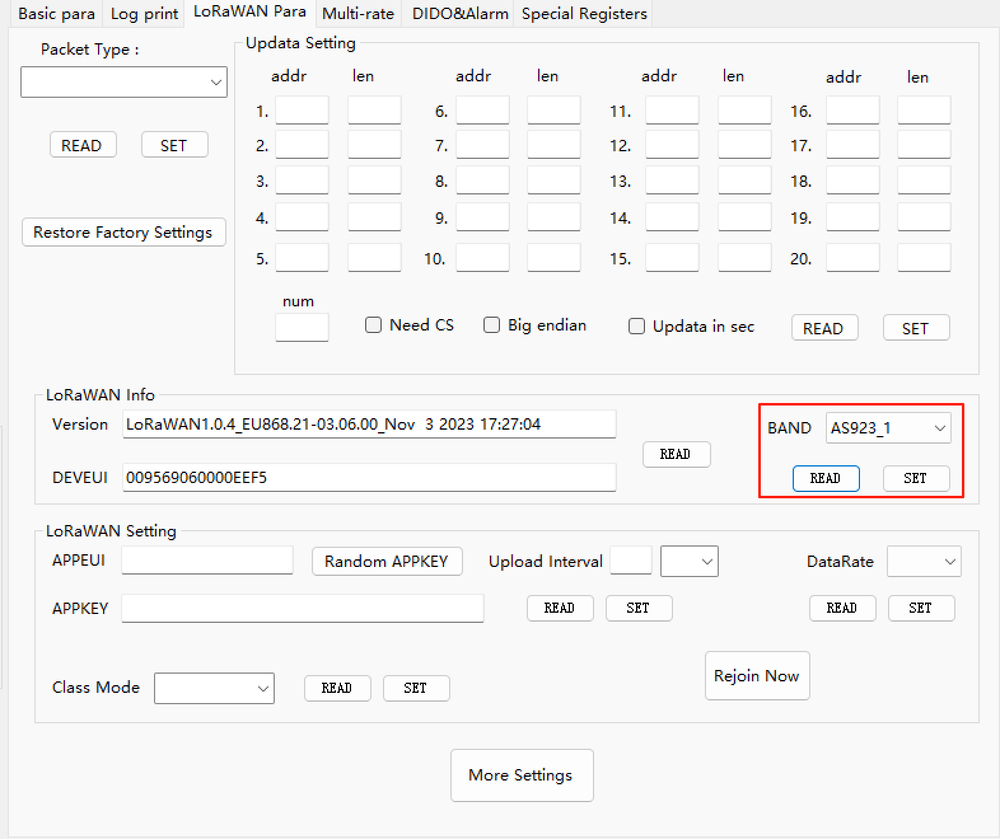 Basic para Log print LoRaWAN Para Multi-rate DIDO&Alarm Special Registers
Packet Type :
READ SET
Restore Factory Settings
Updata Setting
addr len addr len addr len addr len
1. 6. 11. 16.
2. 7. 12. 17.
3. 8. 13. 18.
4. 9. 14. 19.
5. 10. 15. 20.
num
Need CS Big endian Updata in sec READ SET
LoRaWAN Info
Version LoRaWAN1.0.4_EU868.21-03.06.00_Nov  3 2023 17:27:04
DEVEUI 009569060000EEF5
READ
BAND AS923_1
READ SET
LoRaWAN Setting
APPEUI Random APPKEY Upload Interval DataRate
APPKEY READ SET READ SET
Class Mode READ SET
Rejoin Now
More Settings